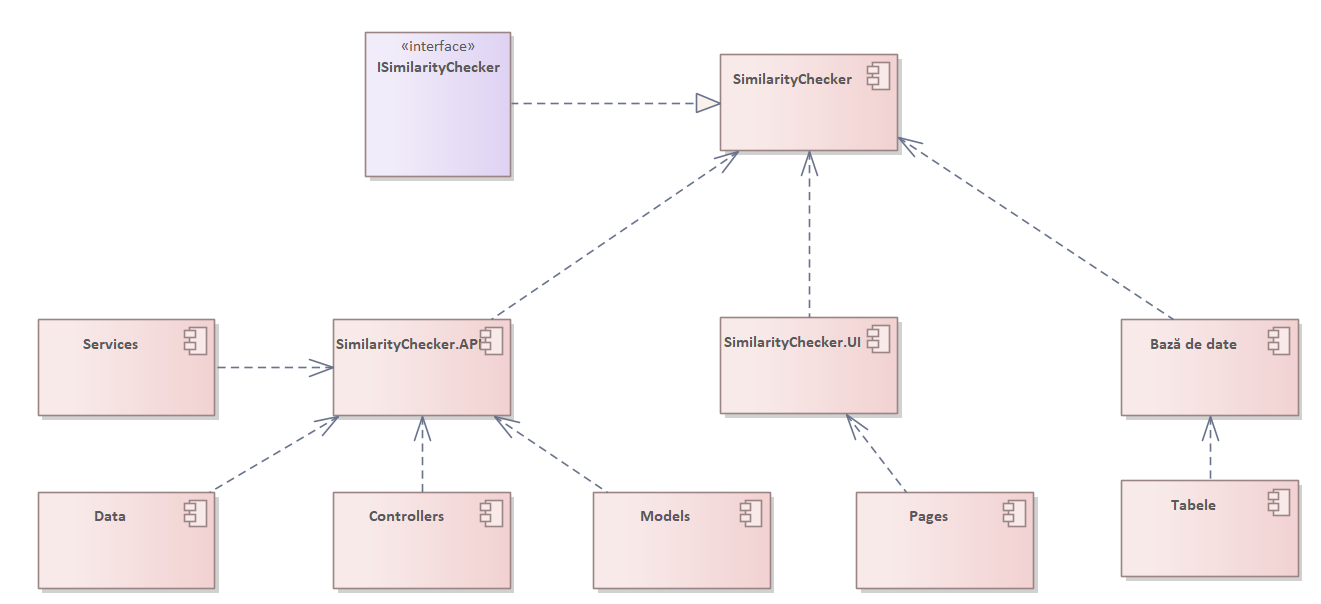 «interface»
ISimilarityChecker
SimilarityChecker
Services
SimilarityChecker.API
SimilarityChecker.UI
Bază de date
Data
Controllers
Models
Pages
Tabele